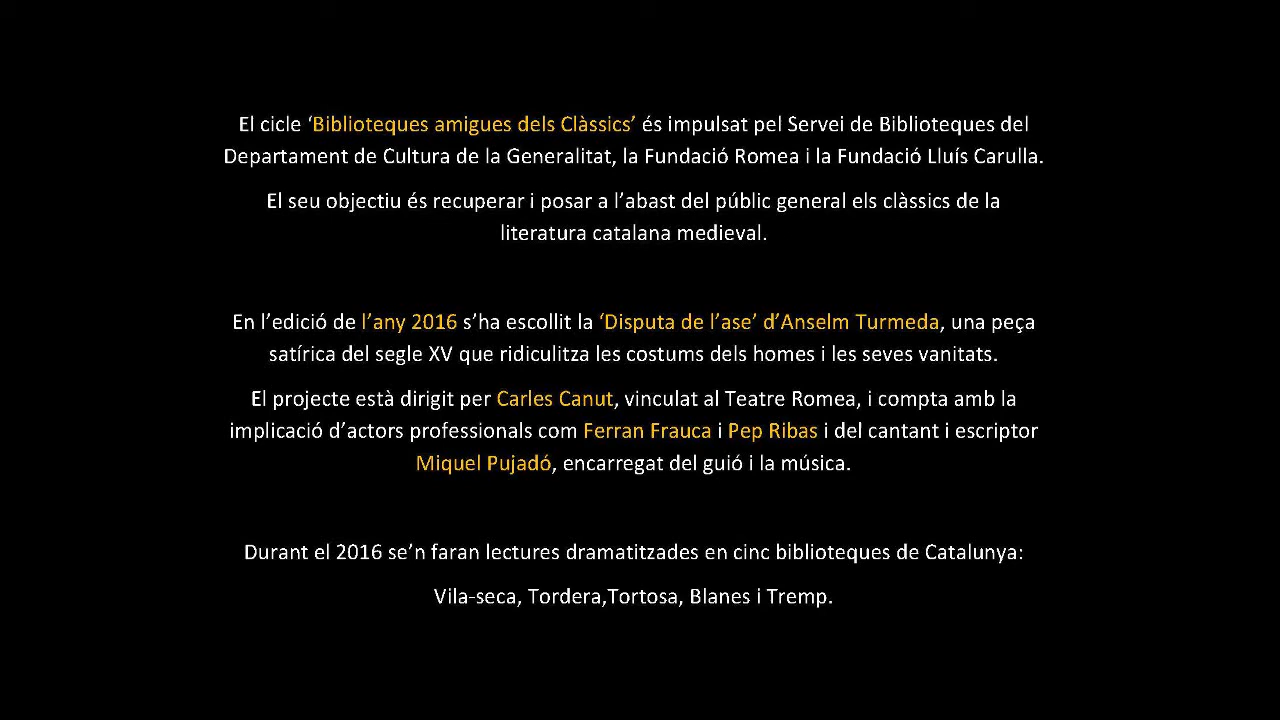 El cicle ‘Biblioteques amigues dels Clàssics’ és impulsat pel Servei de Biblioteques del
Departament de Cultura de la Generalitat, la Fundació Romea i la Fundació Lluís Carulla.
El seu objectiu és recuperar i posar a l’abast del públic general els clàssics de la
literatura catalana medieval.
En l’edició de l’any 2016 s’ha escollit la ‘Disputa de l’ase’ d’Anselm Turmeda, una peça
satírica del segle XV que ridiculitza les costums dels homes i les seves vanitats.
El projecte està dirigit per Carles Canut, vinculat al Teatre Romea, i compta amb la
implicació d’actors professionals com Ferran Frauca i Pep Ribas i del cantant i escriptor
Miquel Pujadó, encarregat del guió i la música.
Durant el 2016 se’n faran lectures dramatitzades en cinc biblioteques de Catalunya:
Vila-seca, Tordera,Tortosa, Blanes i Tremp.